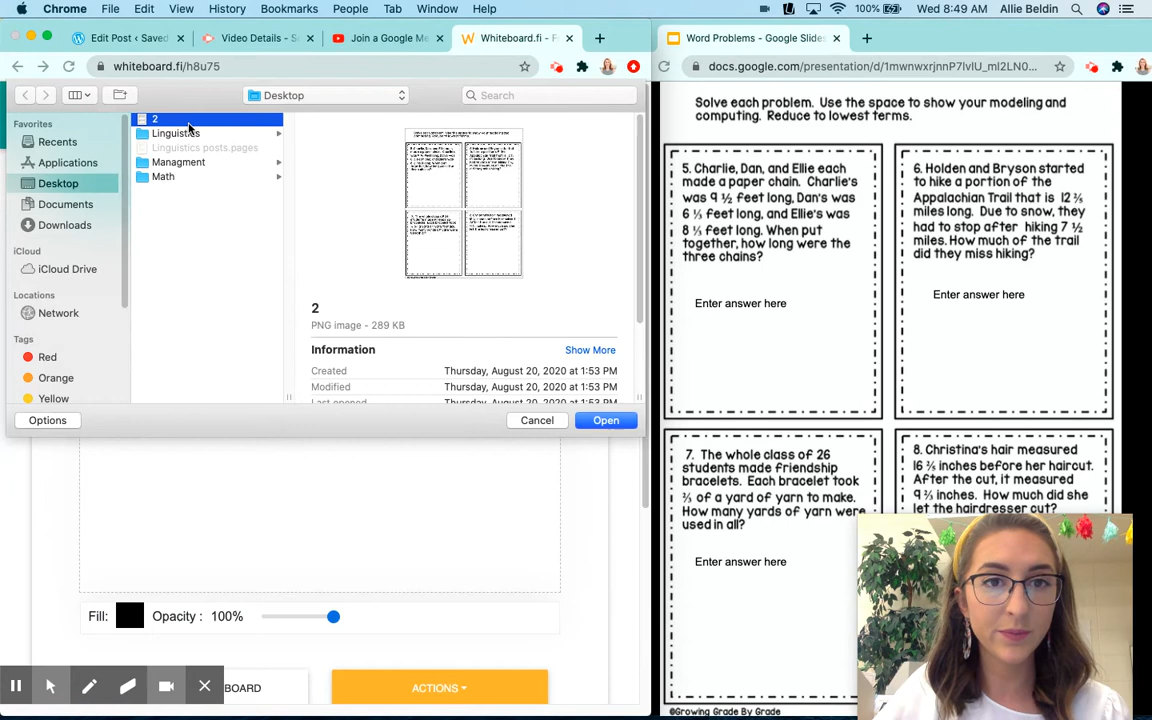 Chrome File Edit View History Bookmarks People Tab Window Help 100% Wed 8:49 AM Allie Beldin
Edit Post ‹ Saved
Video Details - S
Join a Google Me
Whiteboard.fi - F
whiteboard.fi/h8u75
Desktop
Search
Favorites
Recents
Applications
Desktop
Documents
Downloads
iCloud
iCloud Drive
Locations
Network
Tags
Red
Orange
Yellow
2
Linguistics
Linguistics posts.pages
Managment
Math
2
PNG image - 289 KB
Information
Show More
Created Thursday, August 20, 2020 at 1:53 PM
Modified Thursday, August 20, 2020 at 1:53 PM
Last opened
Options
Cancel
Open
Fill:
Opacity : 100%
BOARD
ACTIONS
Word Problems - Google Slides
docs.google.com/presentation/d/
Solve each problem. Use the space to show your modeling and
computing. Reduce to lowest terms.
5. Charlie, Dan, and Ellie each
made a paper chain. Charlie's
was 9 ½ feet long, Dan's was
6 ⅓ feet long, and Ellie's was
8 ⅓ feet long. When put
together, how long were the
three chains?
Enter answer here
6. Holden and Bryson started
to hike a portion of the
Appalachian Trail that is 12 ⅔
miles long. Due to snow, they
had to stop after hiking 7 ½
miles. How much of the trail
did they miss hiking?
Enter answer here
7. The whole class of 26
students made friendship
bracelets. Each bracelet took
⅔ of a yard of yarn to make.
How many yards of yarn were
used in all?
Enter answer here
8. Christina's hair measured
16 ⅔ inches before her haircut.
After the cut, it measured
9 ⅔ inches. How much did she
let the hairdresser cut?
©Growing Grade By Grade